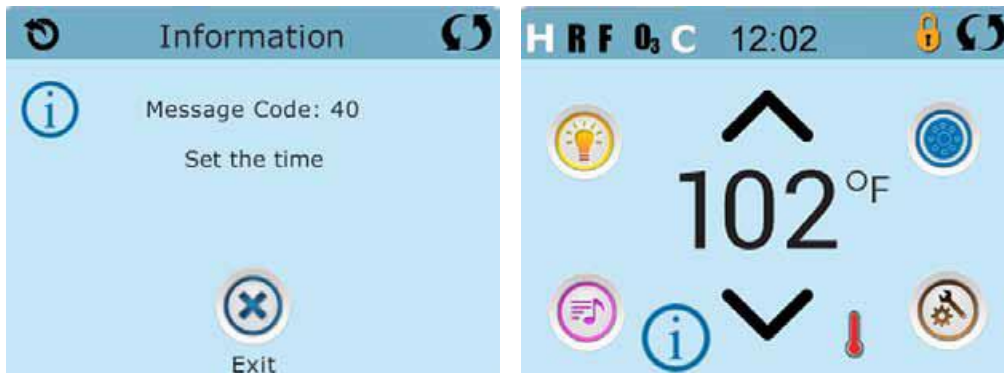 Information
Message Code: 40
Set the time
Exit
H R F O₃ C 12:02
102 °F